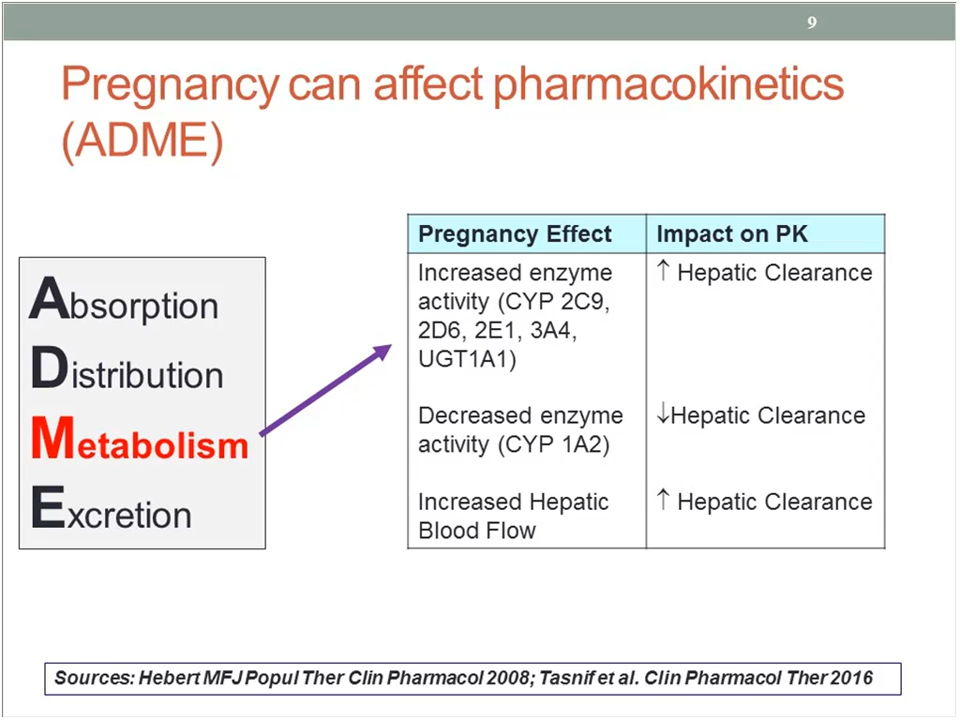 9
Pregnancy can affect pharmacokinetics
(ADME)
Absorption
Distribution
Metabolism
Excretion
Pregnancy Effect
Impact on PK
Increased enzyme
activity (CYP 2C9,
2D6, 2E1, 3A4,
UGT1A1)
↑ Hepatic Clearance
Decreased enzyme
activity (CYP 1A2)
↓Hepatic Clearance
Increased Hepatic
Blood Flow
↑ Hepatic Clearance
Sources: Hebert MFJ Popul Ther Clin Pharmacol 2008; Tasnif et al. Clin Pharmacol Ther 2016